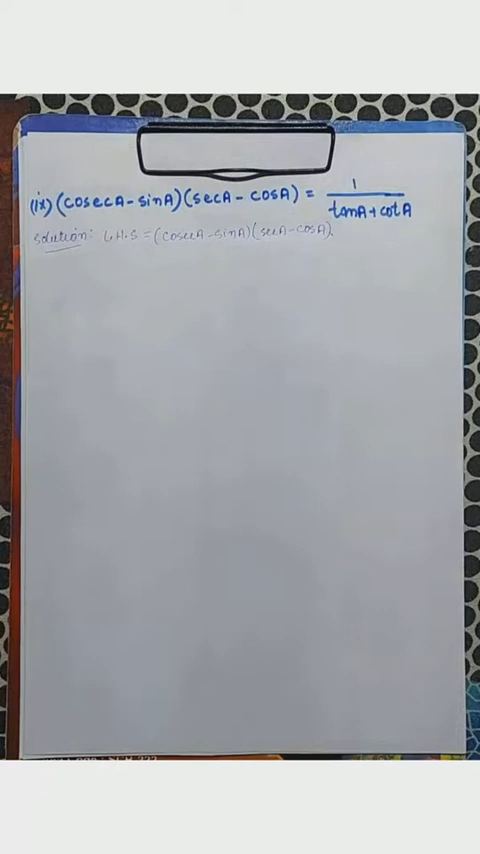 (ix) (cosecA - sinA) (secA - cosA) = 1/(tanA + cotA)
Solution: L.H.S = (cosecA - sinA) (secA - cosA).